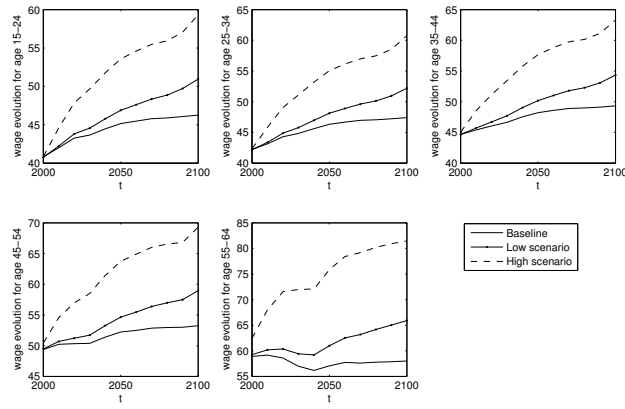 wage evolution for age 15−24
60
55
50
45
40
2000 2050 2100
t
wage evolution for age 25−34
65
60
55
50
45
40
2000 2050 2100
t
wage evolution for age 35−44
65
60
55
50
45
40
2000 2050 2100
t
wage evolution for age 45−54
70
65
60
55
50
45
2000 2050 2100
t
wage evolution for age 55−64
85
80
75
70
65
60
55
2000 2050 2100
t
Baseline
Low scenario
High scenario